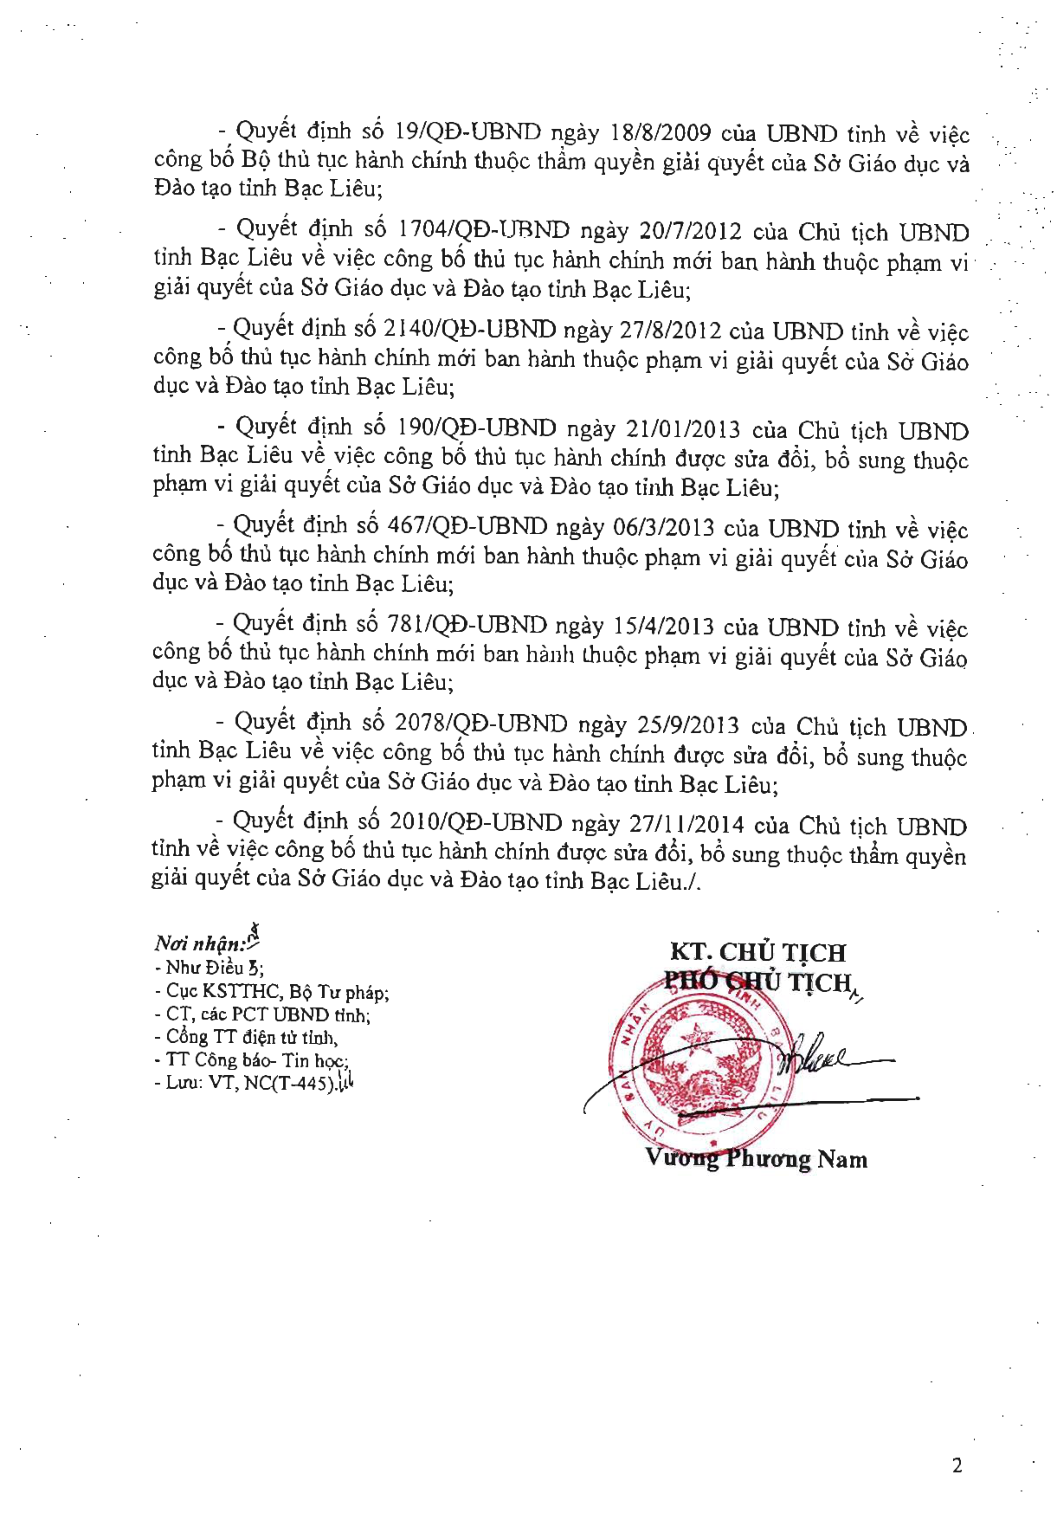 - Quyết định số 19/QĐ-UBND ngày 18/8/2009 của UBND tỉnh về việc
công bố Bộ thủ tục hành chính thuộc thẩm quyền giải quyết của Sở Giáo dục và
Đào tạo tỉnh Bạc Liêu;
- Quyết định số 1704/QĐ-UBND ngày 20/7/2012 của Chủ tịch UBND
tỉnh Bạc Liêu về việc công bố thủ tục hành chính mới ban hành thuộc phạm vi
giải quyết của Sở Giáo dục và Đào tạo tỉnh Bạc Liêu;
- Quyết định số 2140/QĐ-UBND ngày 27/8/2012 của UBND tỉnh về việc
công bố thủ tục hành chính mới ban hành thuộc phạm vi giải quyết của Sở Giáo
dục và Đào tạo tỉnh Bạc Liêu;
- Quyết định số 190/QĐ-UBND ngày 21/01/2013 của Chủ tịch UBND
tỉnh Bạc Liêu về việc công bố thủ tục hành chính được sửa đổi, bổ sung thuộc
phạm vi giải quyết của Sở Giáo dục và Đào tạo tỉnh Bạc Liêu;
- Quyết định số 467/QĐ-UBND ngày 06/3/2013 của UBND tỉnh về việc
công bố thủ tục hành chính mới ban hành thuộc phạm vi giải quyết của Sở Giáo
dục và Đào tạo tỉnh Bạc Liêu;
- Quyết định số 781/QĐ-UBND ngày 15/4/2013 của UBND tỉnh về việc
công bố thủ tục hành chính mới ban hành thuộc phạm vi giải quyết của Sở Giáo
dục và Đào tạo tỉnh Bạc Liêu;
- Quyết định số 2078/QĐ-UBND ngày 25/9/2013 của Chủ tịch UBND
tỉnh Bạc Liêu về việc công bố thủ tục hành chính được sửa đổi, bổ sung thuộc
phạm vi giải quyết của Sở Giáo dục và Đào tạo tỉnh Bạc Liêu;
- Quyết định số 2010/QĐ-UBND ngày 27/11/2014 của Chủ tịch UBND
tỉnh về việc công bố thủ tục hành chính được sửa đổi, bổ sung thuộc thẩm quyền
giải quyết của Sở Giáo dục và Đào tạo tỉnh Bạc Liêu./.
Nơi nhận:
- Như Điều 3;
- Cục KSTTHC, Bộ Tư pháp;
- CT, các PCT UBND tỉnh;
- Cổng TT điện tử tỉnh,
- TT Công báo- Tin học;
- Lưu: VT, NC(T-445).
KT. CHỦ TỊCH
PHÓ CHỦ TỊCH
ỦY BAN NHÂN DÂN TỈNH BẠC LIÊU
Vương Phương Nam
2